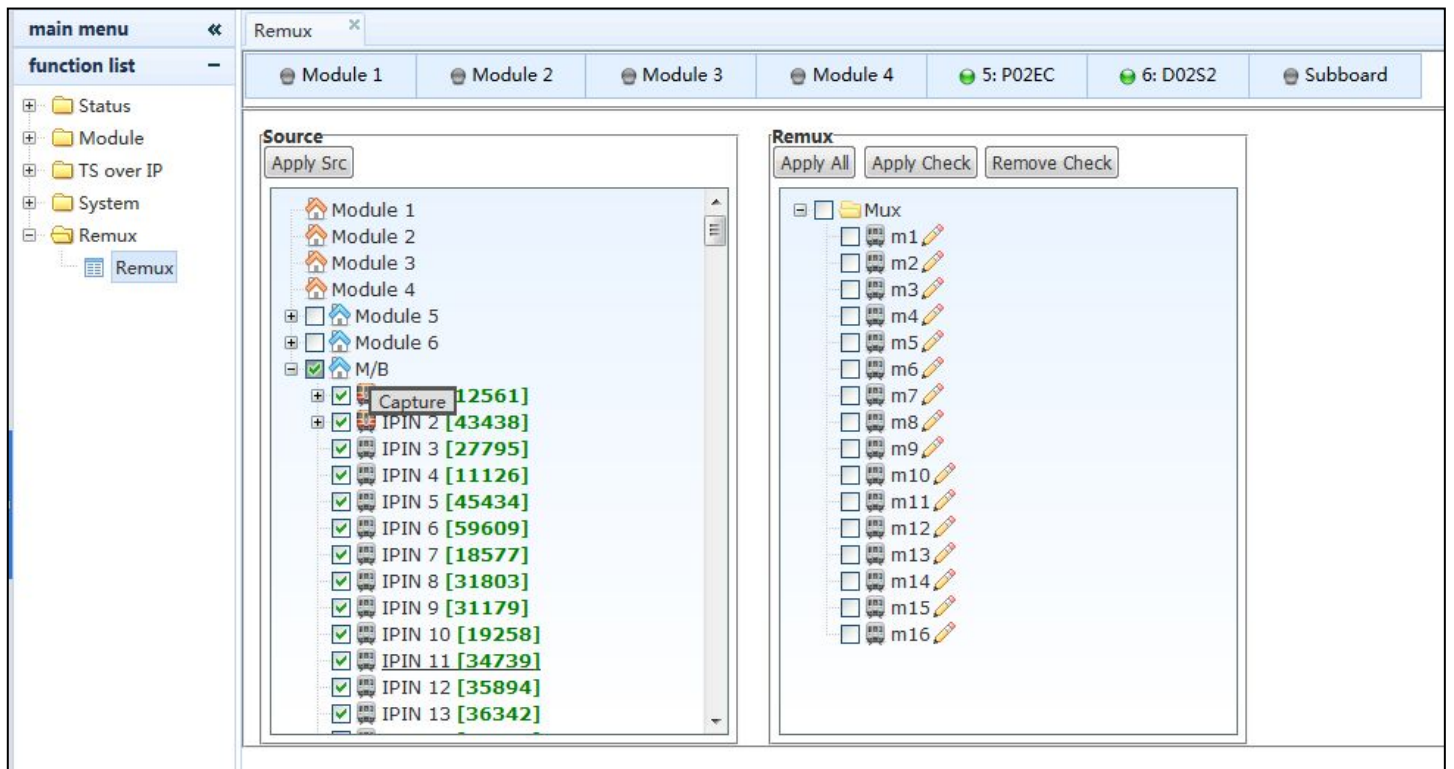 main menu «
function list −
Status
Module
TS over IP
System
Remux
Remux
Remux ×
Module 1 Module 2 Module 3 Module 4 5: P02EC 6: D02S2 Subboard
Source
Apply Src
Module 1
Module 2
Module 3
Module 4
Module 5
Module 6
M/B
Capture 12561]
IPIN 2 [43438]
IPIN 3 [27795]
IPIN 4 [11126]
IPIN 5 [45434]
IPIN 6 [59609]
IPIN 7 [18577]
IPIN 8 [31803]
IPIN 9 [31179]
IPIN 10 [19258]
IPIN 11 [34739]
IPIN 12 [35894]
IPIN 13 [36342]
Remux
Apply All Apply Check Remove Check
Mux
m1
m2
m3
m4
m5
m6
m7
m8
m9
m10
m11
m12
m13
m14
m15
m16